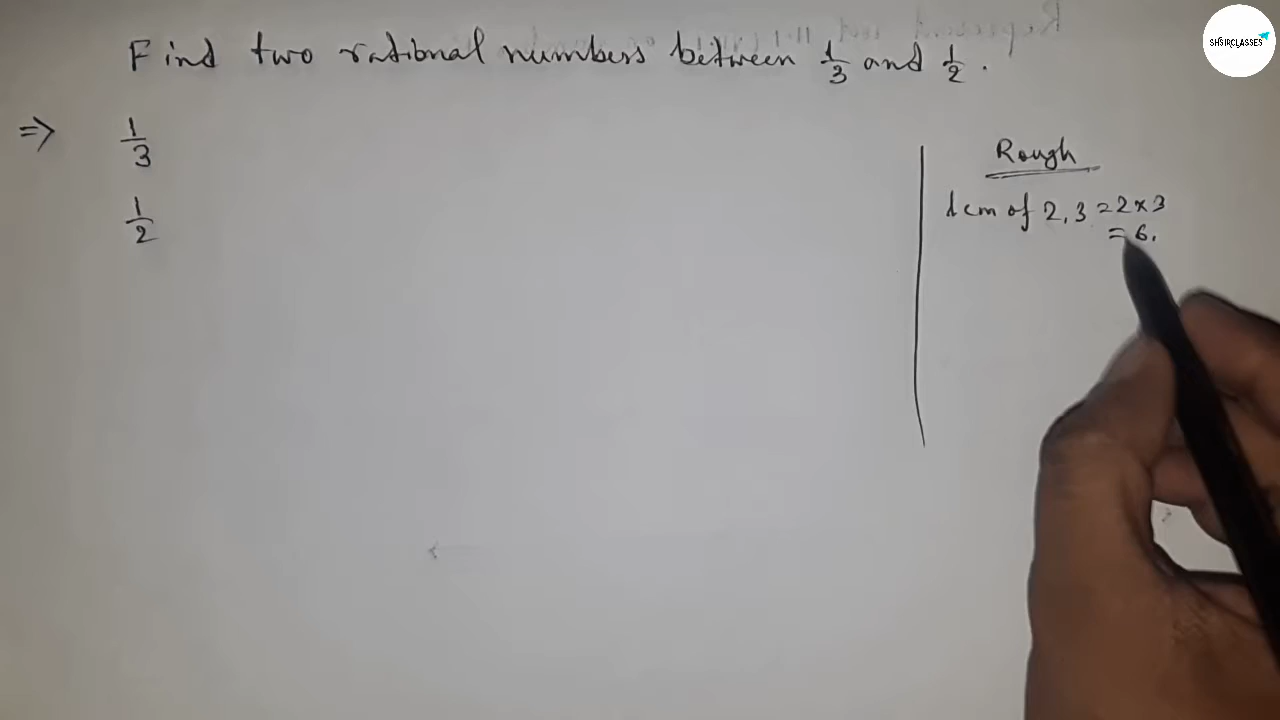 Find two rational numbers between 1/3 and 1/2.
=> 1/3
1/2
Rough
lcm of 2, 3 = 2 × 3
= 6.
SHSIRCLASSES